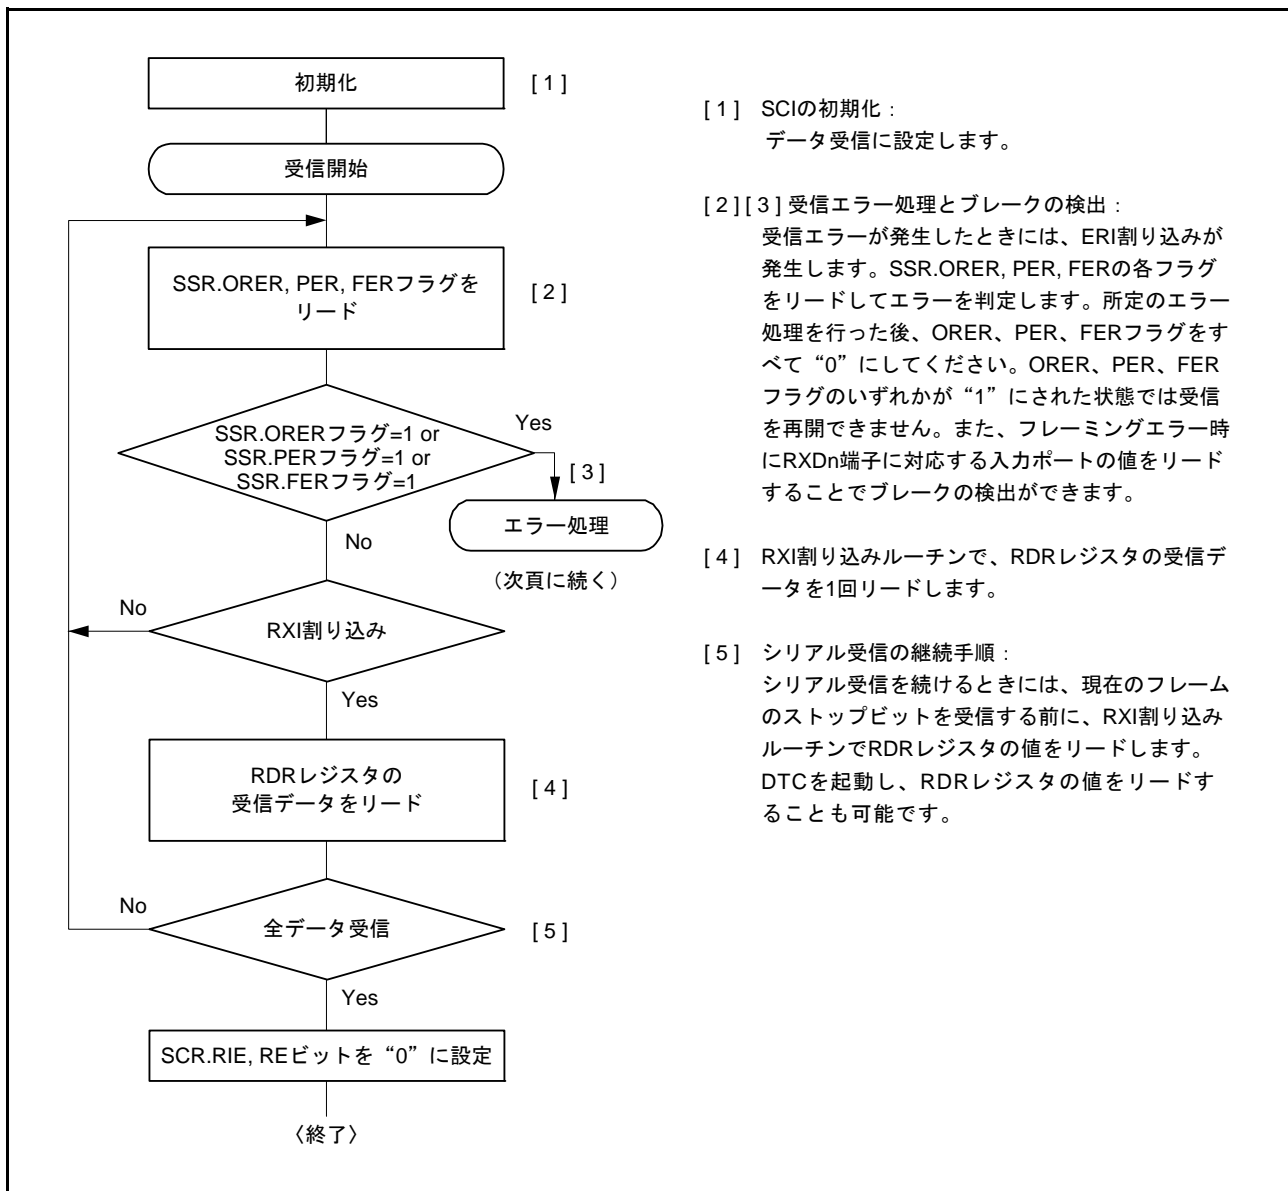 初期化
[ 1 ]
受信開始
SSR.ORER, PER, FERフラグを
リード
[ 2 ]
SSR.ORERフラグ=1 or
SSR.PERフラグ=1 or
SSR.FERフラグ=1
Yes
[ 3 ]
エラー処理
(次頁に続く)
No
RXI割り込み
No
Yes
RDRレジスタの
受信データをリード
[ 4 ]
全データ受信
No
[ 5 ]
Yes
SCR.RIE, REビットを“0”に設定
〈終了〉
[ 1 ] SCIの初期化：
データ受信に設定します。
[ 2 ] [ 3 ] 受信エラー処理とブレークの検出：
受信エラーが発生したときには、ERI割り込みが
発生します。SSR.ORER, PER, FERの各フラグ
をリードしてエラーを判定します。所定のエラー
処理を行った後、ORER、PER、FERフラグをす
べて“0”にしてください。ORER、PER、FER
フラグのいずれかが“1”にされた状態では受信
を再開できません。また、フレーミングエラー時
にRXDn端子に対応する入力ポートの値をリード
することでブレークの検出ができます。
[ 4 ] RXI割り込みルーチンで、RDRレジスタの受信デ
ータを1回リードします。
[ 5 ] シリアル受信の継続手順：
シリアル受信を続けるときには、現在のフレーム
のストップビットを受信する前に、RXI割り込み
ルーチンでRDRレジスタの値をリードします。
DTCを起動し、RDRレジスタの値をリードす
ることも可能です。